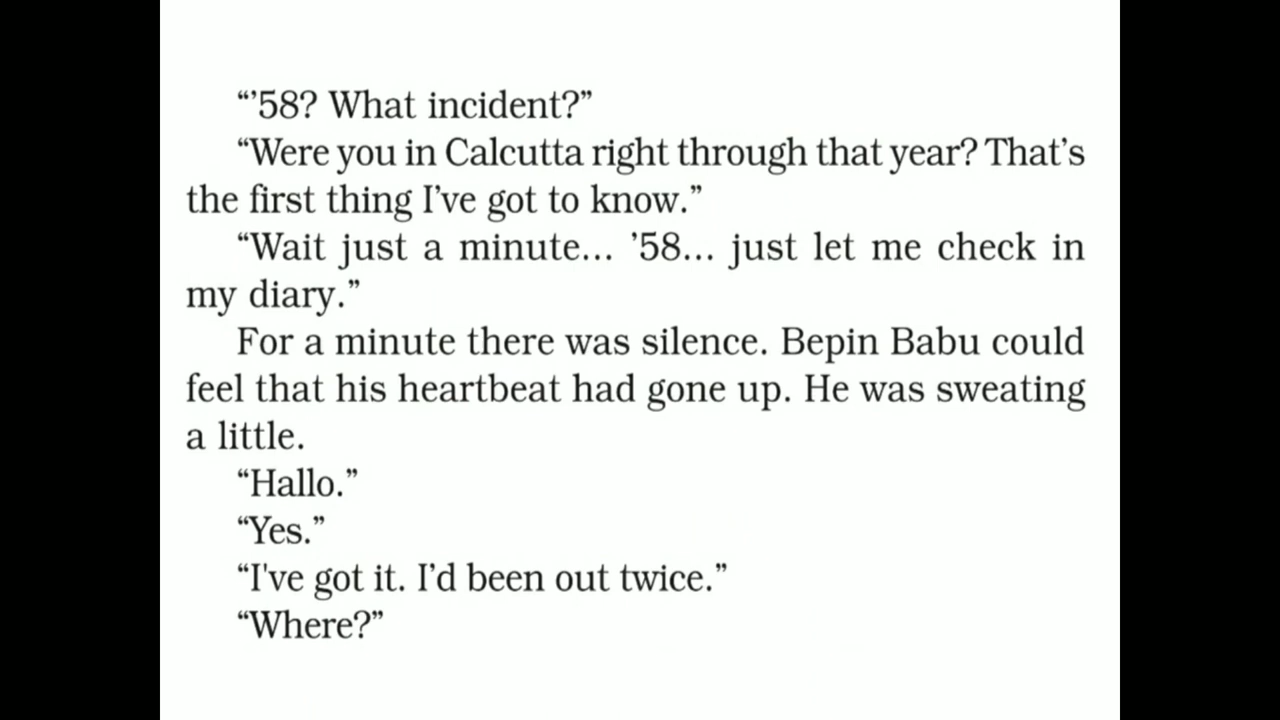 “’58? What incident?”
“Were you in Calcutta right through that year? That’s
the first thing I’ve got to know.”
“Wait just a minute... ’58... just let me check in
my diary.”
For a minute there was silence. Bepin Babu could
feel that his heartbeat had gone up. He was sweating
a little.
“Hallo.”
“Yes.”
“I've got it. I’d been out twice.”
“Where?”